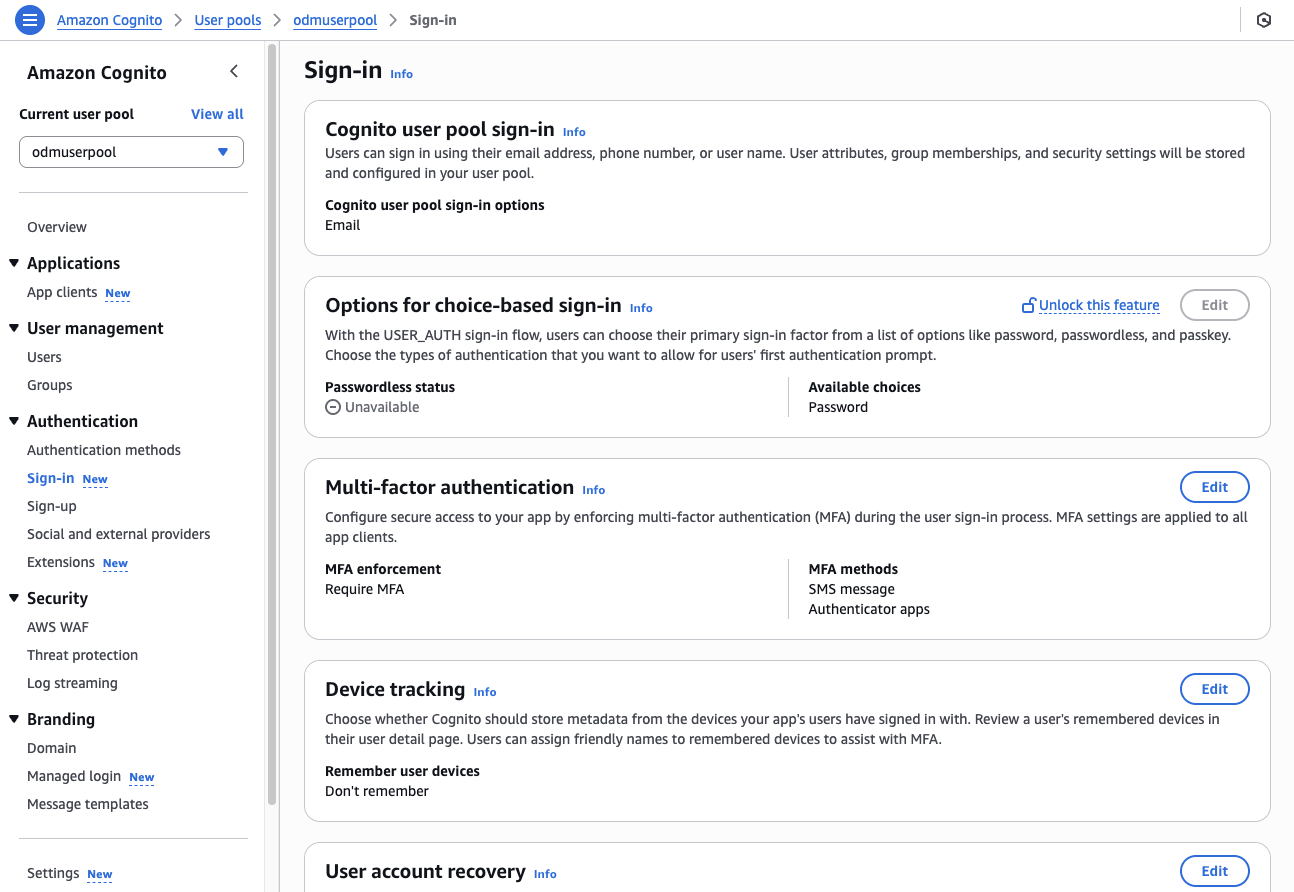 Amazon Cognito
User pools
odmuserpool
Sign-in
Amazon Cognito
Current user pool
View all
odmuserpool
Overview
Applications
App clients New
User management
Users
Groups
Authentication
Authentication methods
Sign-in New
Sign-up
Social and external providers
Extensions New
Security
AWS WAF
Threat protection
Log streaming
Branding
Domain
Managed login New
Message templates
Settings New
Sign-in Info
Cognito user pool sign-in Info
Users can sign in using their email address, phone number, or user name. User attributes, group memberships, and security settings will be stored
and configured in your user pool.
Cognito user pool sign-in options
Email
Options for choice-based sign-in Info
Unlock this feature
Edit
With the USER_AUTH sign-in flow, users can choose their primary sign-in factor from a list of options like password, passwordless, and passkey.
Choose the types of authentication that you want to allow for users' first authentication prompt.
Passwordless status
Unavailable
Available choices
Password
Multi-factor authentication Info
Edit
Configure secure access to your app by enforcing multi-factor authentication (MFA) during the user sign-in process. MFA settings are applied to all
app clients.
MFA enforcement
Require MFA
MFA methods
SMS message
Authenticator apps
Device tracking Info
Edit
Choose whether Cognito should store metadata from the devices your app's users have signed in with. Review a user's remembered devices in
their user detail page. Users can assign friendly names to remembered devices to assist with MFA.
Remember user devices
Don't remember
User account recovery Info
Edit